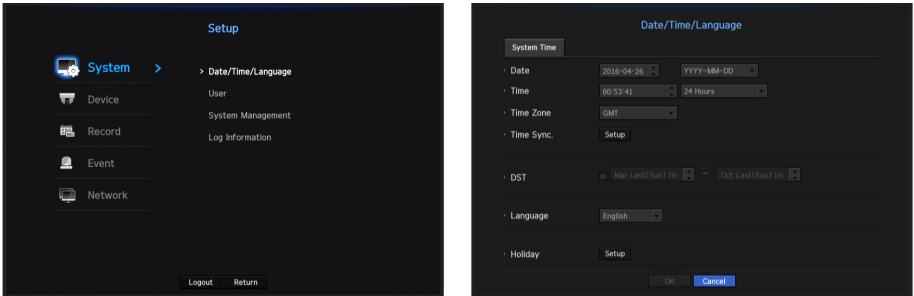 Setup
System >
Device
Record
Event
Network
> Date/Time/Language
User
System Management
Log Information
Logout Return
Date/Time/Language
System Time
· Date 2016-04-26 YYYY-MM-DD
· Time 00:53:41 24 Hours
· Time Zone GMT
· Time Sync. Setup
· DST Mar Last(Sun) 1H ~ Oct Last(Sun) 1H
· Language English
· Holiday Setup
OK Cancel